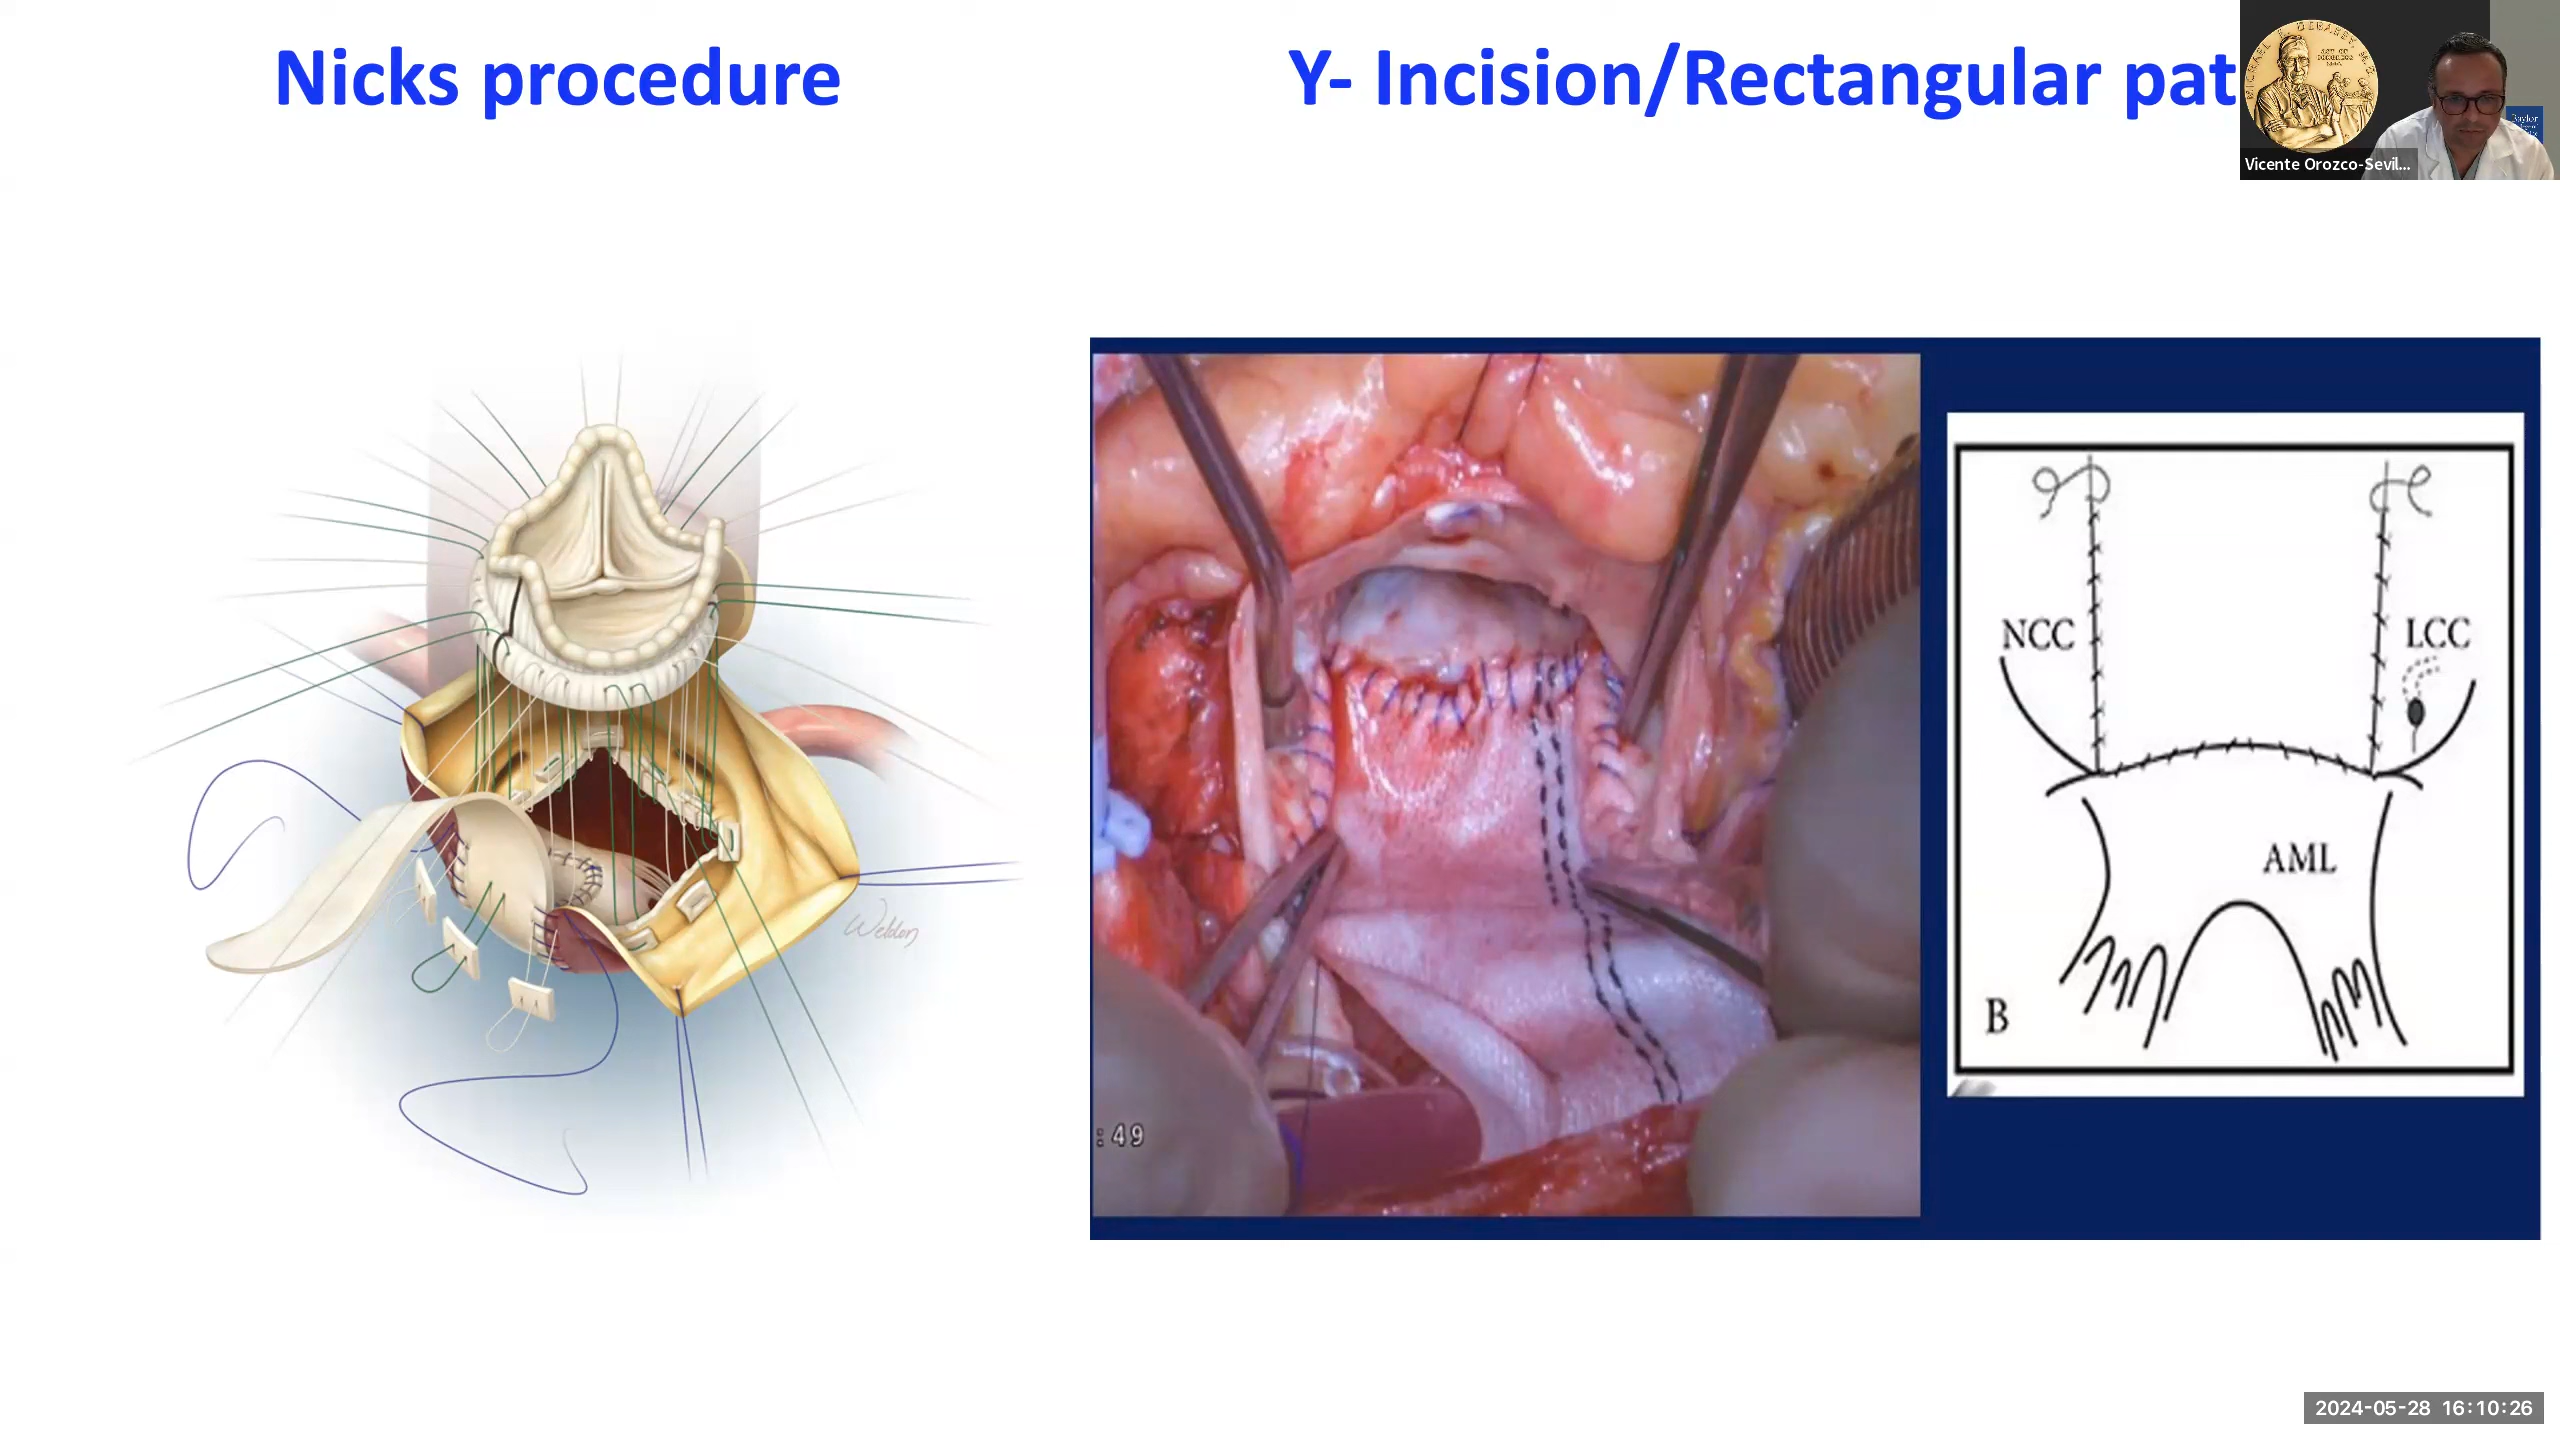 Nicks procedure
Y- Incision/Rectangular pat
Vicente Orozco-Sevil...
Baylor
Weldon
:49
NCC
LCC
AML
B
2024-05-28 16:10:26